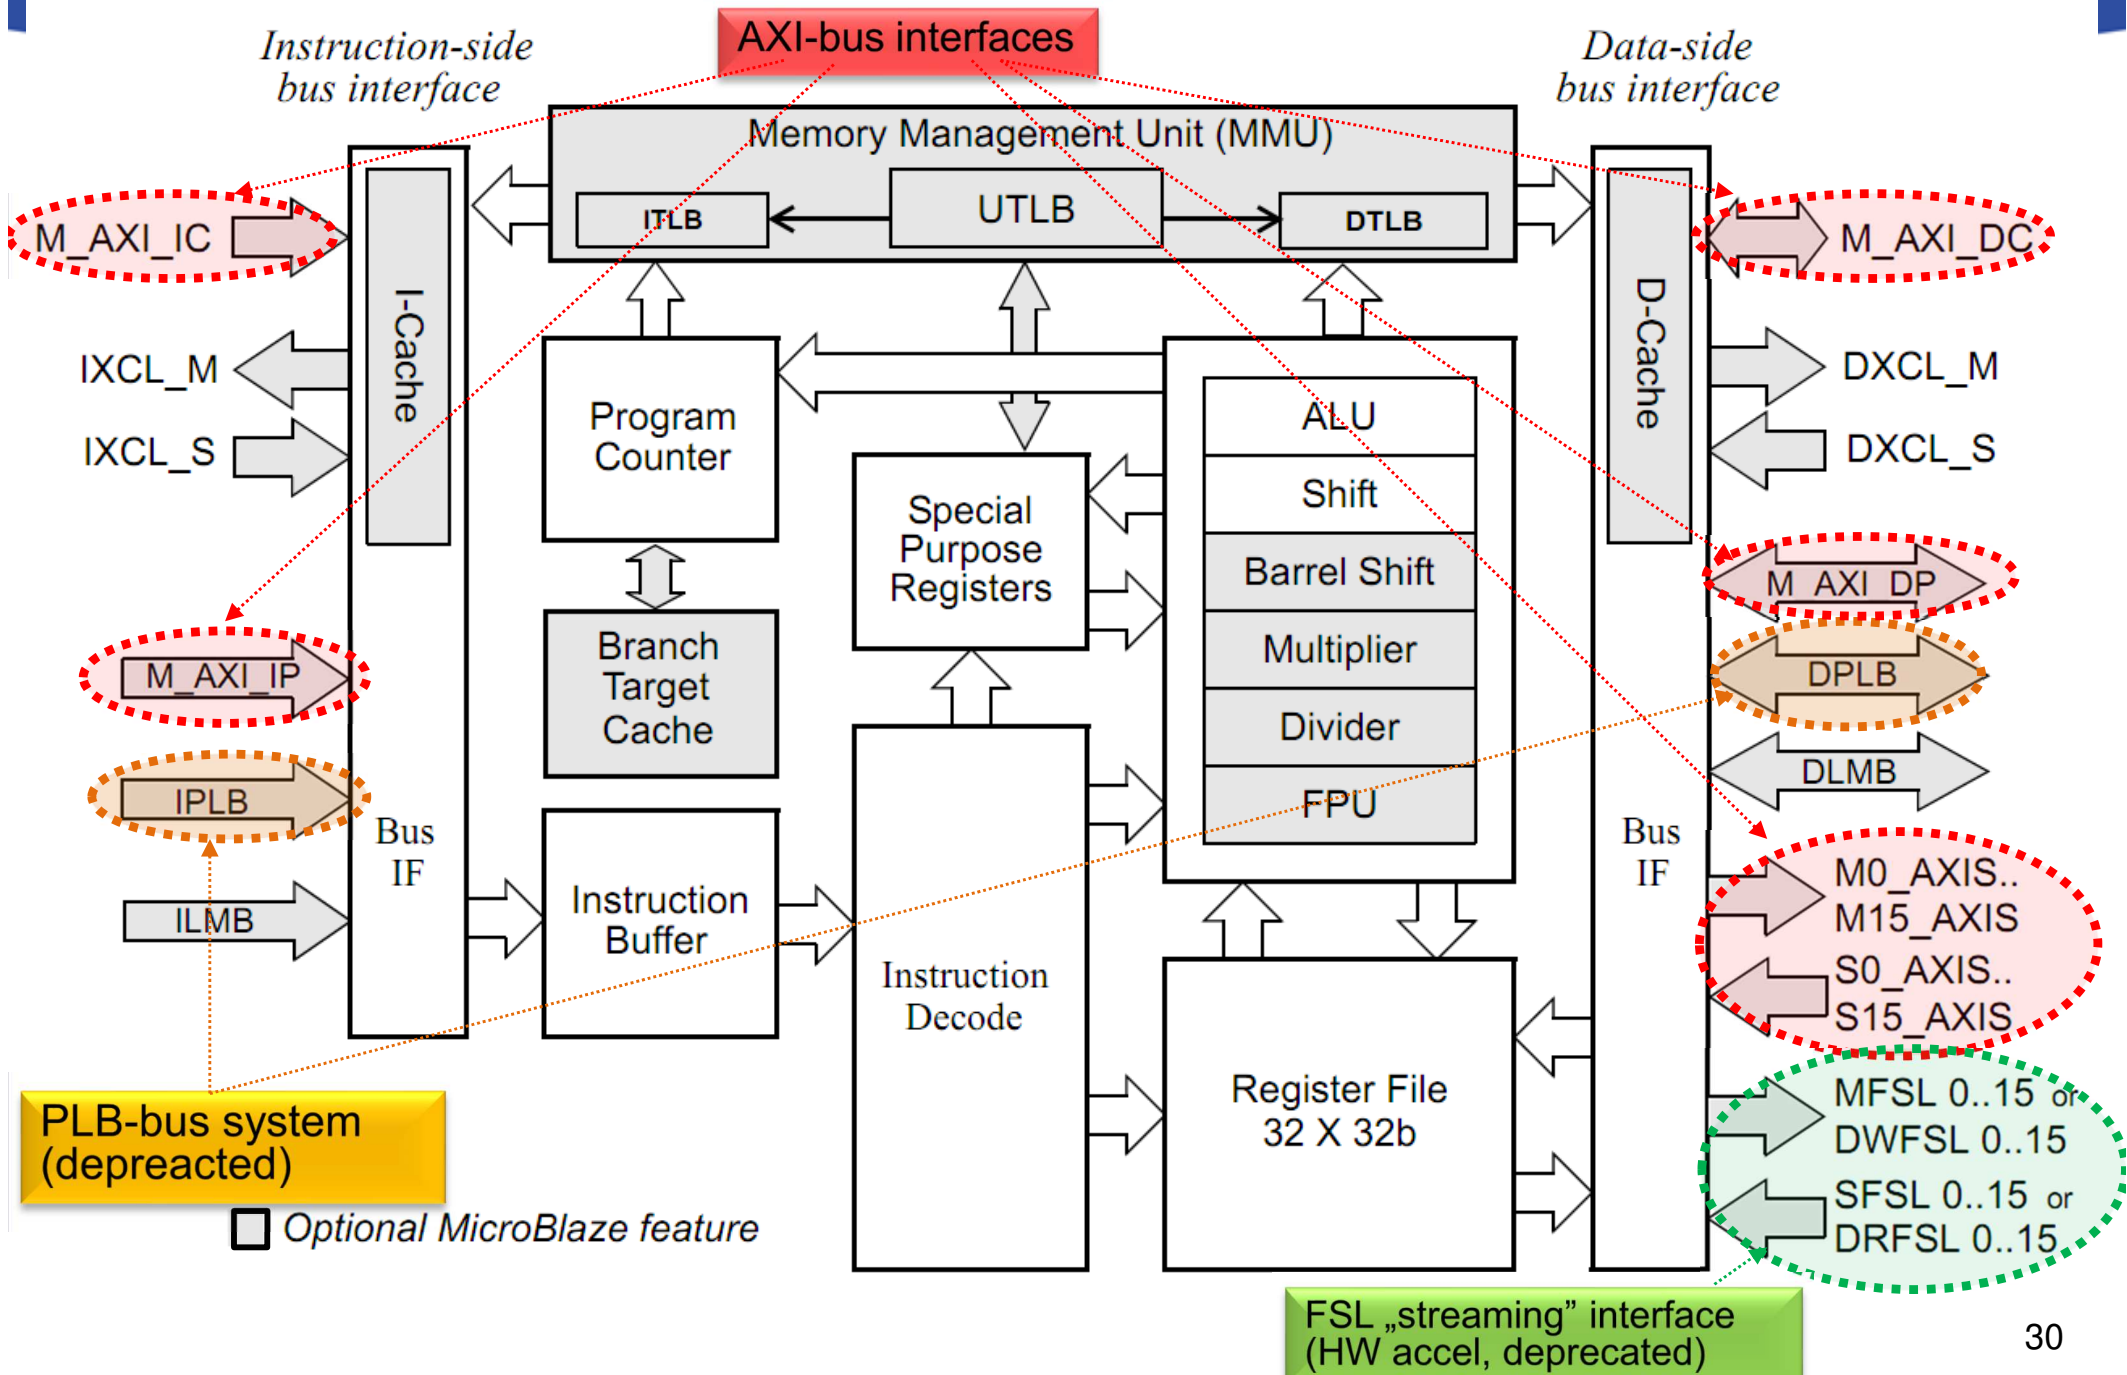 AXI-bus interfaces
Instruction-side
bus interface
Data-side
bus interface
Memory Management Unit (MMU)
ITLB
UTLB
DTLB
M_AXI_IC
IXCL_M
IXCL_S
M_AXI_IP
IPLB
ILMB
I-Cache
Bus
IF
Program
Counter
Branch
Target
Cache
Instruction
Buffer
Special
Purpose
Registers
Instruction
Decode
ALU
Shift
Barrel Shift
Multiplier
Divider
FPU
Register File
32 X 32b
D-Cache
Bus
IF
M_AXI_DC
DXCL_M
DXCL_S
M_AXI_DP
DPLB
DLMB
M0_AXIS..
M15_AXIS
S0_AXIS..
S15_AXIS
MFSL 0..15 or
DWFSL 0..15
SFSL 0..15 or
DRFSL 0..15
PLB-bus system
(depreacted)
Optional MicroBlaze feature
FSL „streaming” interface
(HW accel, deprecated)
30